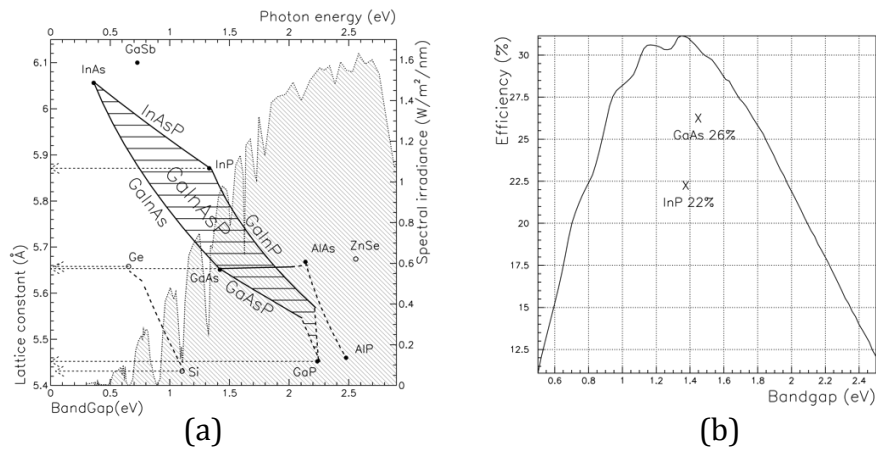 Photon energy (eV)
0 0.5 1 1.5 2 2.5
GaSb
InAs
InAsP
InP
GaInAs
GaInAsP
GaInP
AlAs
ZnSe
Ge
GaAs
GaAsP
Si
GaP
AlP
6.1
6
5.9
5.8
5.7
5.6
5.5
5.4
Lattice constant (Å)
1.6
1.4
1.2
1
0.8
0.6
0.4
0.2
0
Spectral irradiance (W/m²/nm)
0 0.5 1 1.5 2 2.5
BandGap(eV)
(a)
Efficiency (%)
30
27.5
25
22.5
20
17.5
15
12.5
X
GaAs 26%
X
InP 22%
0.6 0.8 1 1.2 1.4 1.6 1.8 2 2.2 2.4
Bandgap (eV)
(b)